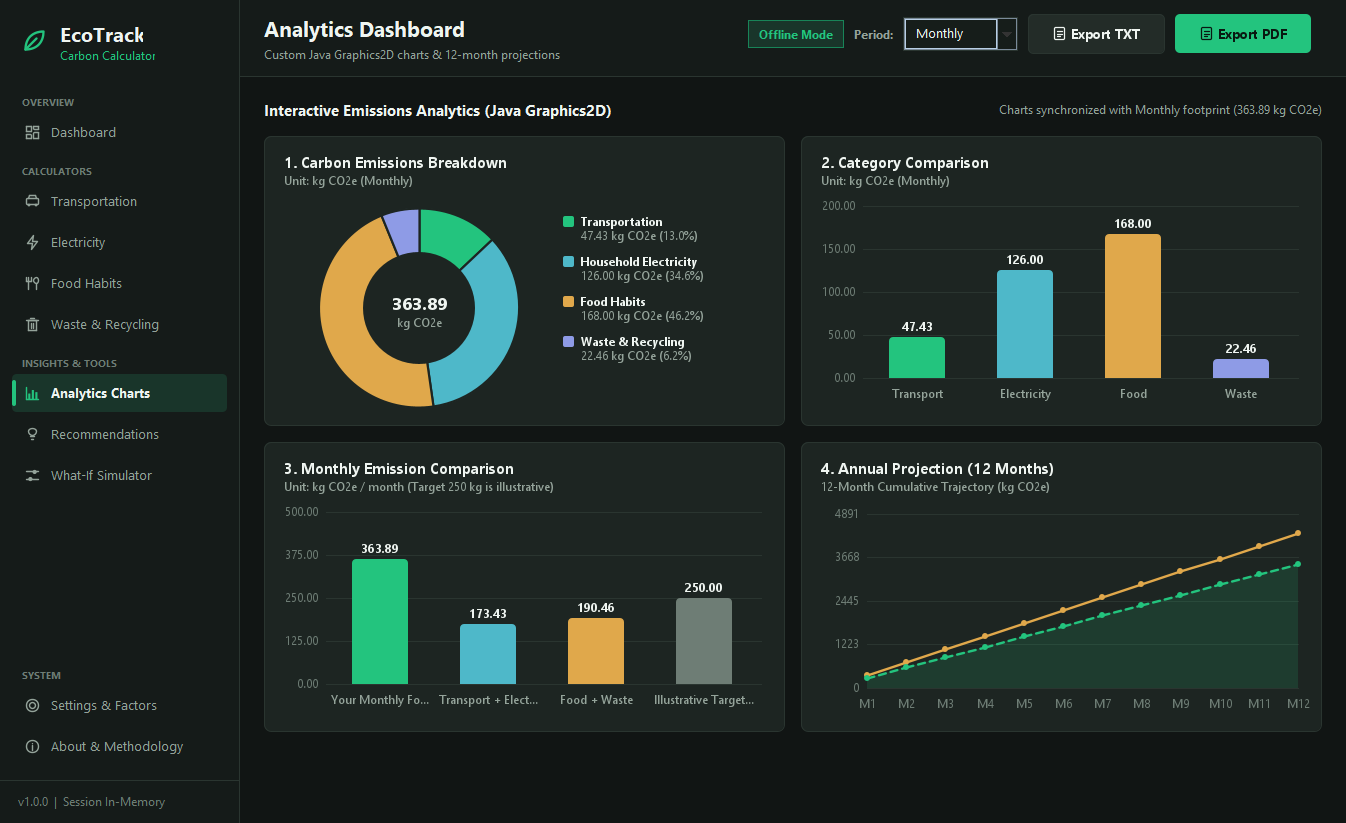 EcoTrack
Carbon Calculator
OVERVIEW
Dashboard
CALCULATORS
Transportation
Electricity
Food Habits
Waste & Recycling
INSIGHTS & TOOLS
Analytics Charts
Recommendations
What-If Simulator
SYSTEM
Settings & Factors
About & Methodology
v1.0.0 | Session In-Memory
Analytics Dashboard
Custom Java Graphics2D charts & 12-month projections
Offline Mode
Period:
Monthly
Export TXT
Export PDF
Interactive Emissions Analytics (Java Graphics2D)
Charts synchronized with Monthly footprint (363.89 kg CO2e)
1. Carbon Emissions Breakdown
Unit: kg CO2e (Monthly)
363.89
kg CO2e
Transportation
47.43 kg CO2e (13.0%)
Household Electricity
126.00 kg CO2e (34.6%)
Food Habits
168.00 kg CO2e (46.2%)
Waste & Recycling
22.46 kg CO2e (6.2%)
2. Category Comparison
Unit: kg CO2e (Monthly)
200.00
150.00
100.00
50.00
0.00
47.43
126.00
168.00
22.46
Transport
Electricity
Food
Waste
3. Monthly Emission Comparison
Unit: kg CO2e / month (Target 250 kg is illustrative)
500.00
375.00
250.00
125.00
0.00
363.89
173.43
190.46
250.00
Your Monthly Fo...
Transport + Elect...
Food + Waste
Illustrative Target...
4. Annual Projection (12 Months)
12-Month Cumulative Trajectory (kg CO2e)
4891
3668
2445
1223
0
M1
M2
M3
M4
M5
M6
M7
M8
M9
M10
M11
M12